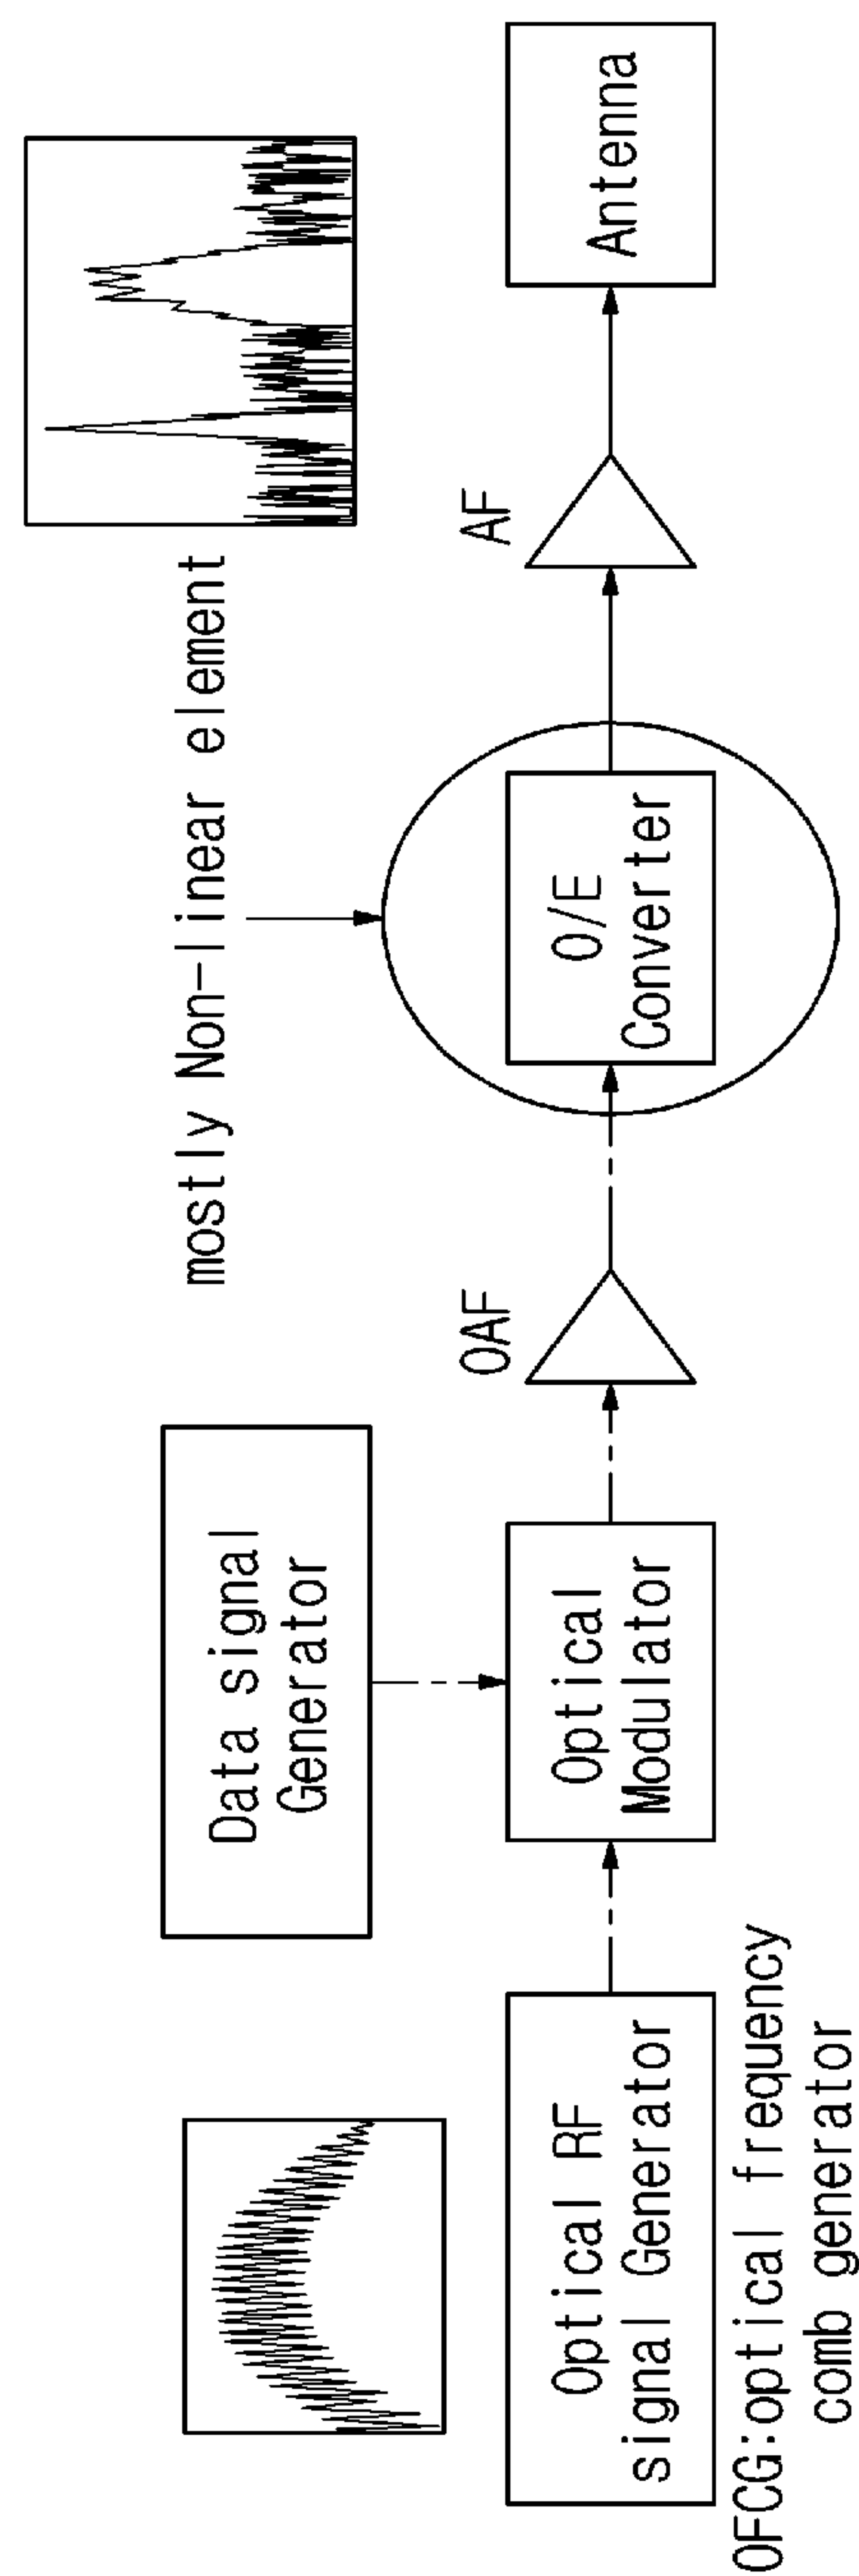 mostly Non-linear element
Data signal
Generator
OAF
AF
Optical RF
signal Generator
Optical
Modulator
O/E
Converter
Antenna
OFCG:optical frequency
comb generator